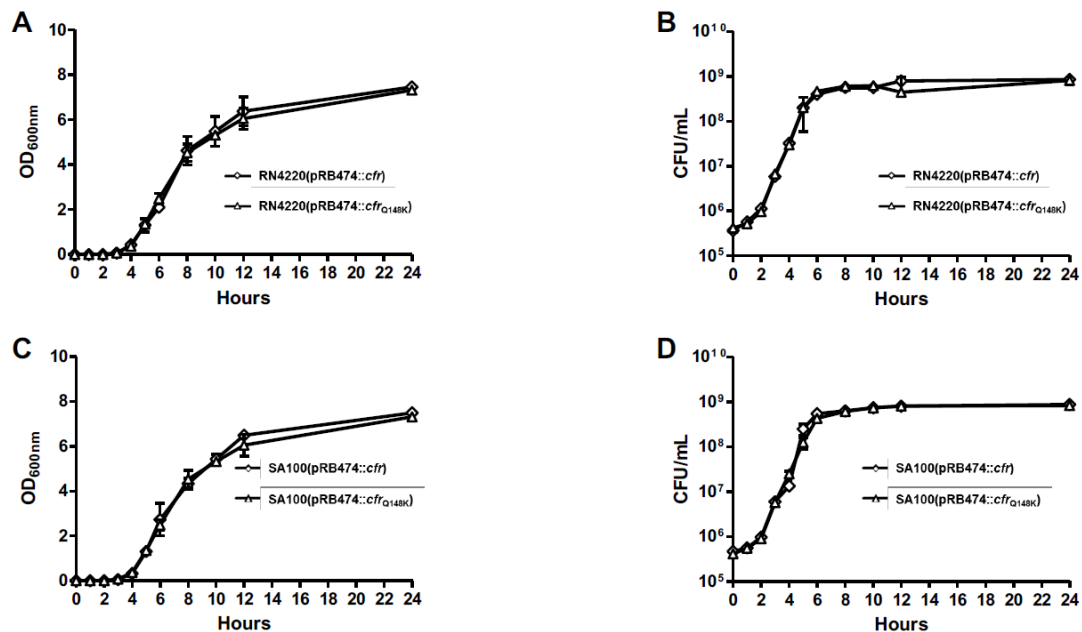 A
10
8
6
4
2
0
OD600nm
0 2 4 6 8 10 12 14 16 18 20 22 24
Hours
RN4220(pRB474::cfr)
RN4220(pRB474::cfrQ148K)
B
10^10
10^9
10^8
10^7
10^6
10^5
CFU/mL
0 2 4 6 8 10 12 14 16 18 20 22 24
Hours
RN4220(pRB474::cfr)
RN4220(pRB474::cfrQ148K)
C
10
8
6
4
2
0
OD600nm
0 2 4 6 8 10 12 14 16 18 20 22 24
Hours
SA100(pRB474::cfr)
SA100(pRB474::cfrQ148K)
D
10^10
10^9
10^8
10^7
10^6
10^5
CFU/mL
0 2 4 6 8 10 12 14 16 18 20 22 24
Hours
SA100(pRB474::cfr)
SA100(pRB474::cfrQ148K)